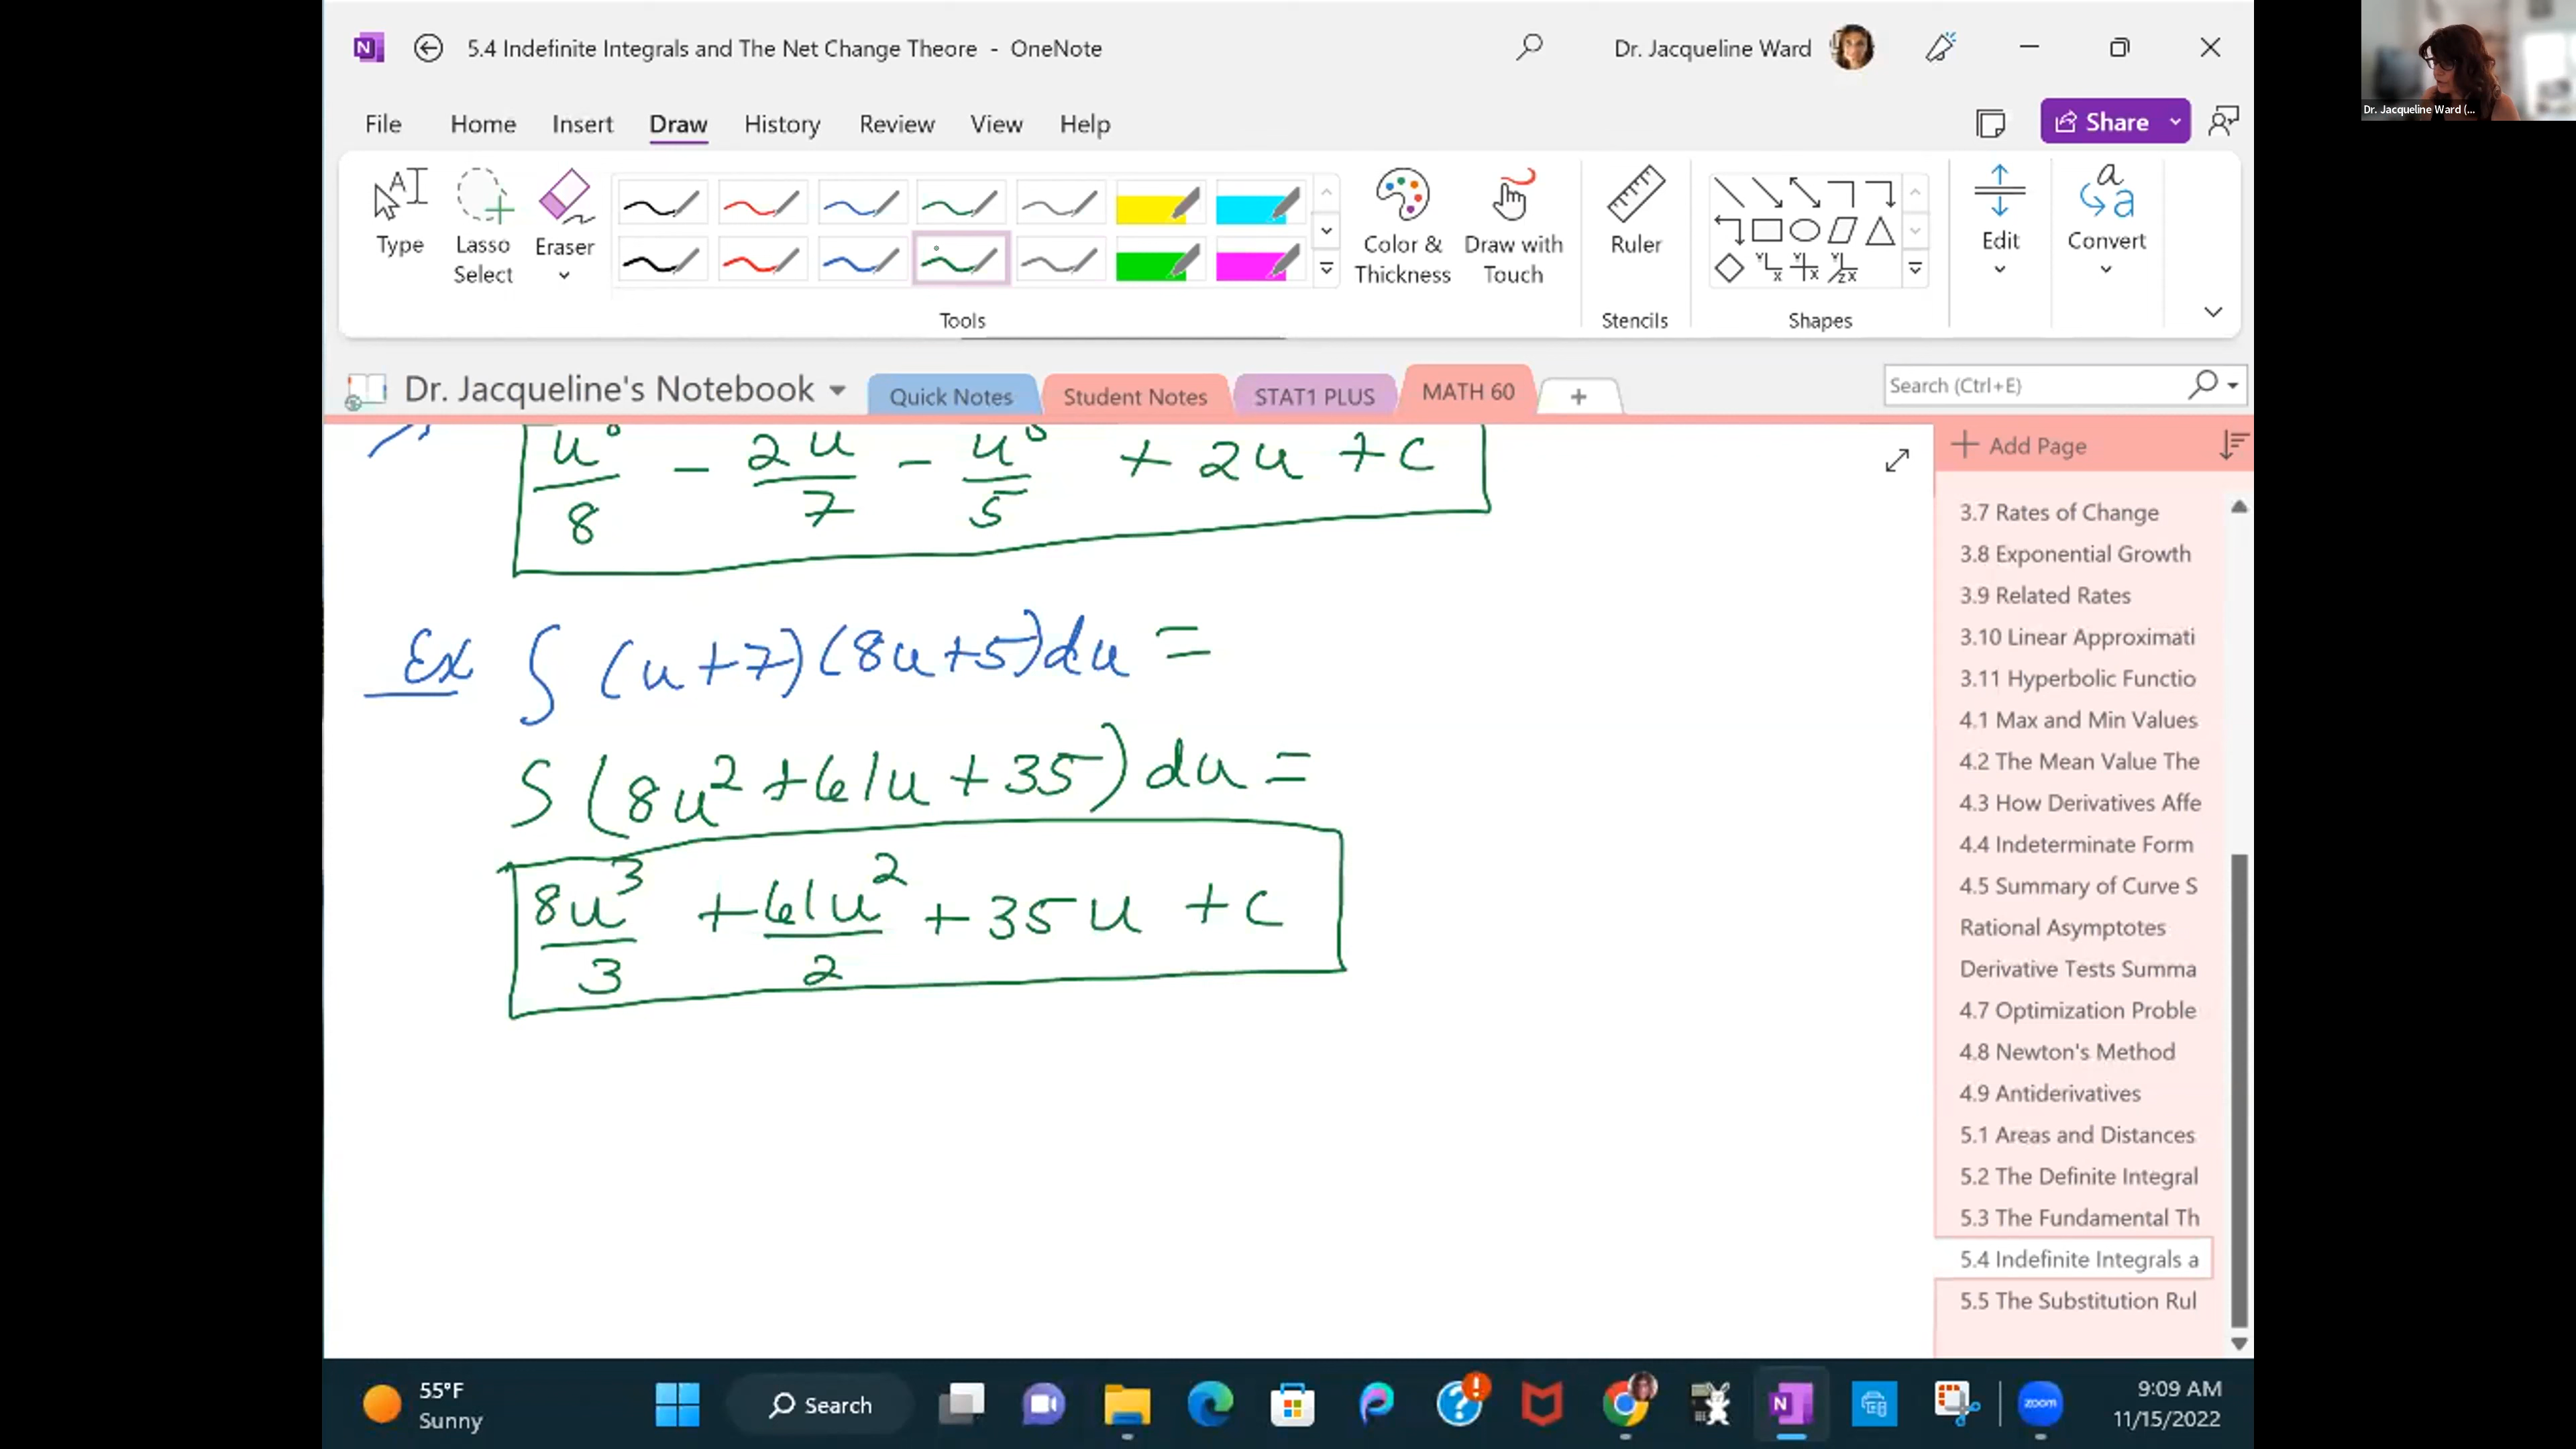 5.4 Indefinite Integrals and The Net Change Theore - OneNote
Dr. Jacqueline Ward
Dr. Jacqueline Ward (...
File Home Insert Draw History Review View Help
Share
Type
Lasso Select
Eraser
Color & Thickness
Draw with Touch
Ruler
Edit
Convert
Tools
Stencils
Shapes
Dr. Jacqueline's Notebook
Quick Notes
Student Notes
STAT1 PLUS
MATH 60
+
Search (Ctrl+E)
u/8 - 2u/7 - u/5 + 2u + c
Ex ∫ (u+7)(8u+5)du =
∫ (8u² + 61u + 35) du =
8u³/3 + 61u²/2 + 35u + c
Add Page
3.7 Rates of Change
3.8 Exponential Growth
3.9 Related Rates
3.10 Linear Approximati
3.11 Hyperbolic Functio
4.1 Max and Min Values
4.2 The Mean Value The
4.3 How Derivatives Affe
4.4 Indeterminate Form
4.5 Summary of Curve S
Rational Asymptotes
Derivative Tests Summa
4.7 Optimization Proble
4.8 Newton's Method
4.9 Antiderivatives
5.1 Areas and Distances
5.2 The Definite Integral
5.3 The Fundamental Th
5.4 Indefinite Integrals a
5.5 The Substitution Rul
55°F
Sunny
Search
zoom
9:09 AM
11/15/2022